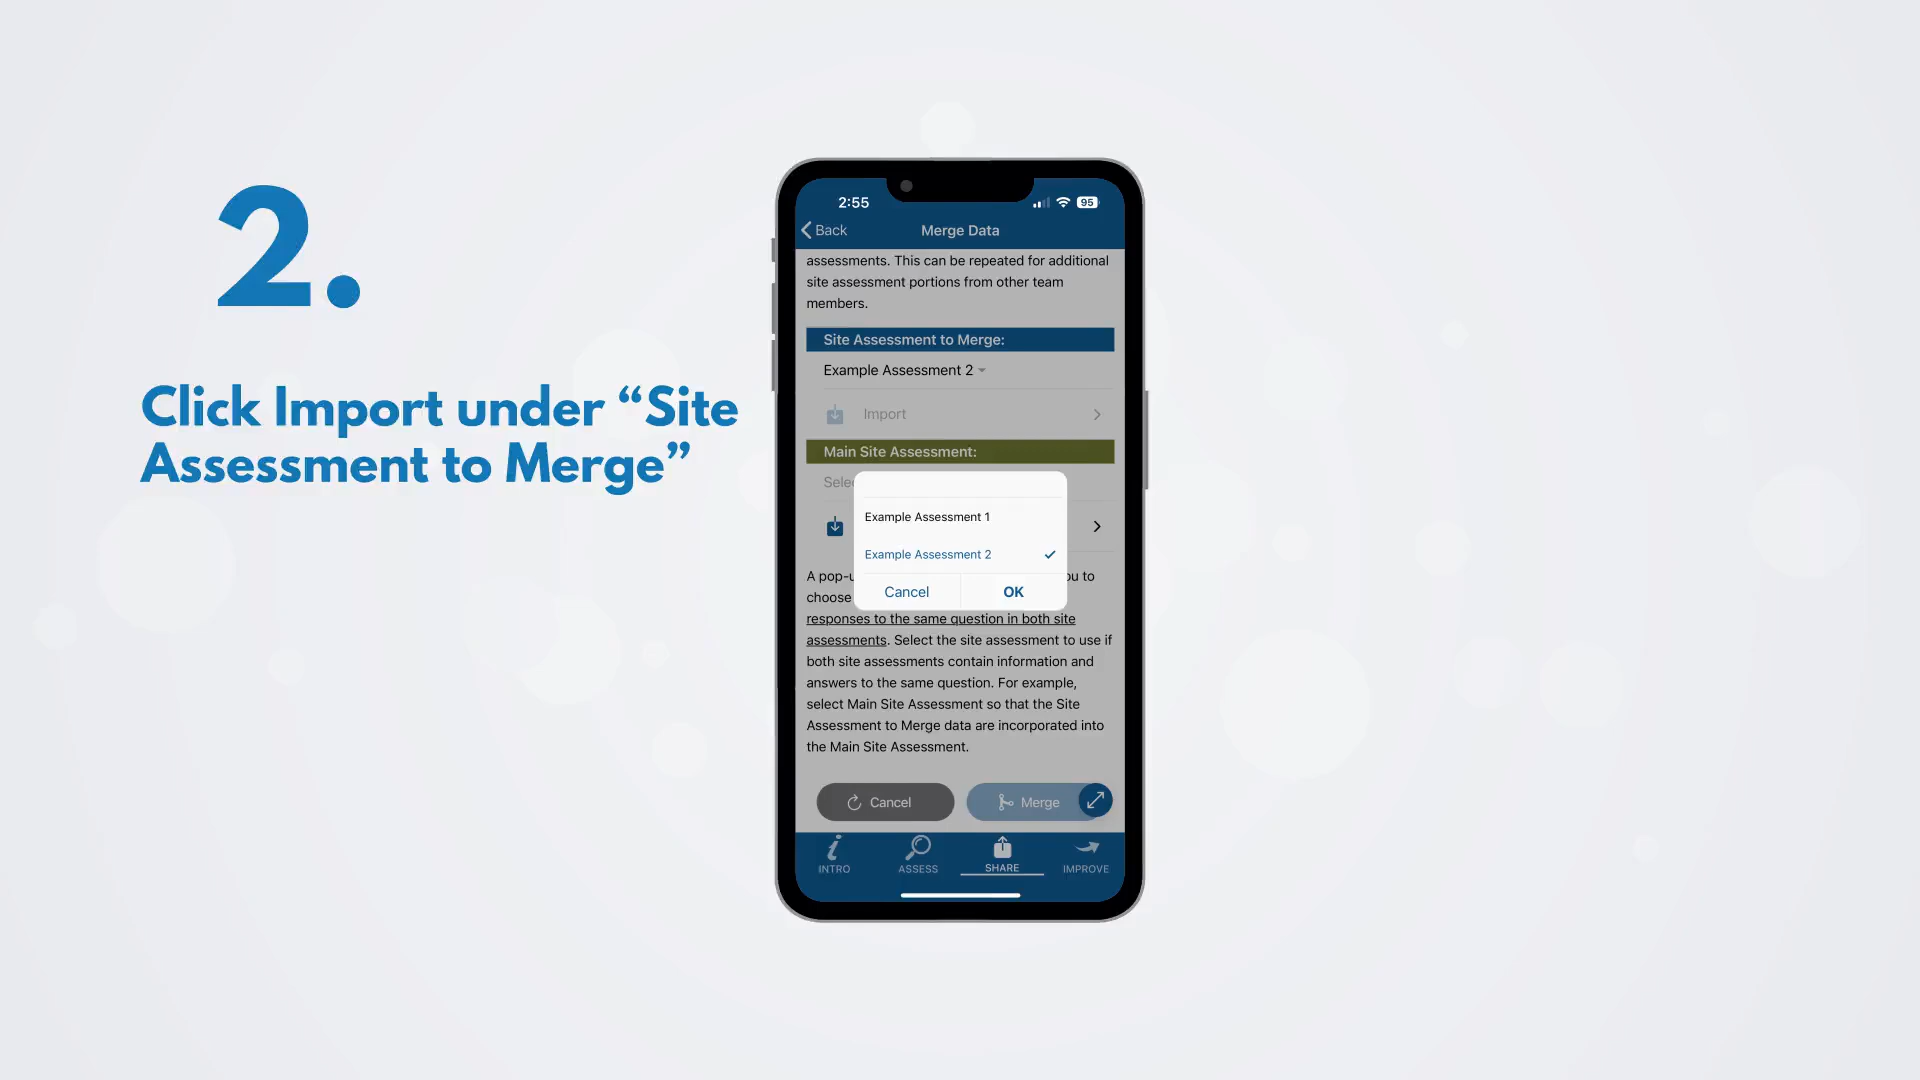 2.
Click Import under “Site
Assessment to Merge”
2:55
95
Back
Merge Data
assessments. This can be repeated for additional
site assessment portions from other team
members.
Site Assessment to Merge:
Example Assessment 2
Import
Main Site Assessment:
Example Assessment 1
Example Assessment 2
Cancel
OK
A pop-
to
choose
responses to the same question in both site
assessments. Select the site assessment to use if
both site assessments contain information and
answers to the same question. For example,
select Main Site Assessment so that the Site
Assessment to Merge data are incorporated into
the Main Site Assessment.
Cancel
Merge
INTRO
ASSESS
SHARE
IMPROVE